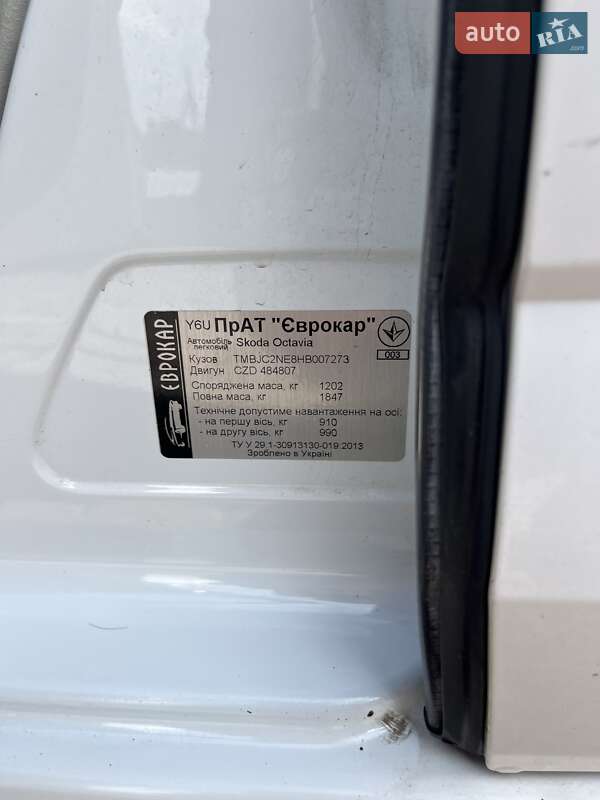 auto RIA.com
ЄВРОКАР
Y6U ПрАТ "Єврокар"
Автомобіль легковий Skoda Octavia
003
Кузов TMBJC2NE8HB007273
Двигун CZD 484807
Споряджена маса, кг 1202
Повна маса, кг 1847
Технічне допустиме навантаження на осі:
- на першу вісь, кг 910
- на другу вісь, кг 990
ТУ У 29.1-30913130-019:2013
Зроблено в Україні